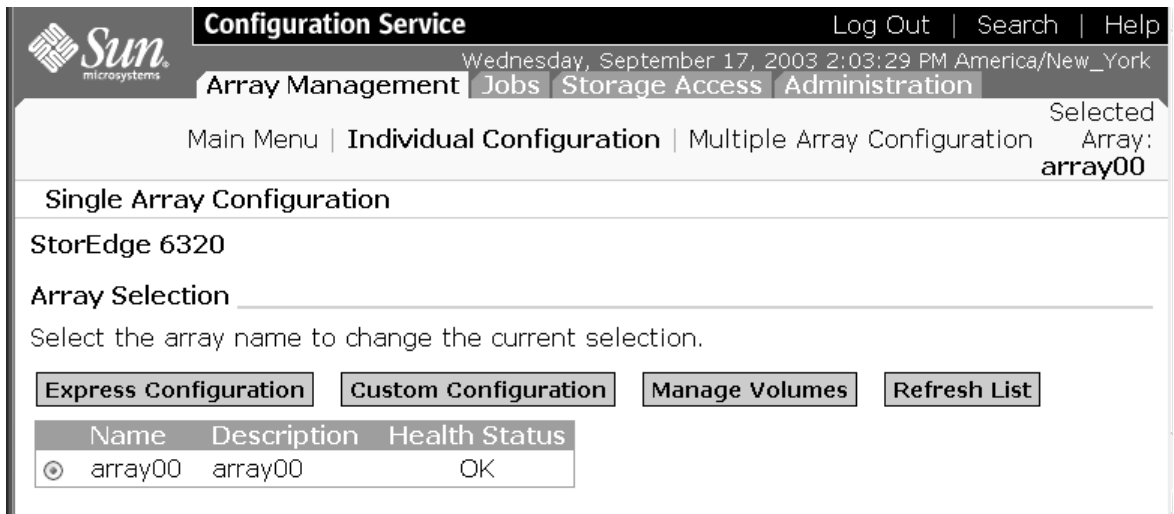 Sun.
microsystems
Configuration Service
Log Out | Search | Help
Wednesday, September 17, 2003 2:03:29 PM America/New_York
Array Management Jobs Storage Access Administration
Main Menu | Individual Configuration | Multiple Array Configuration
Selected
Array:
array00
Single Array Configuration
StorEdge 6320
Array Selection
Select the array name to change the current selection.
Express Configuration Custom Configuration Manage Volumes Refresh List
Name Description Health Status
array00 array00 OK